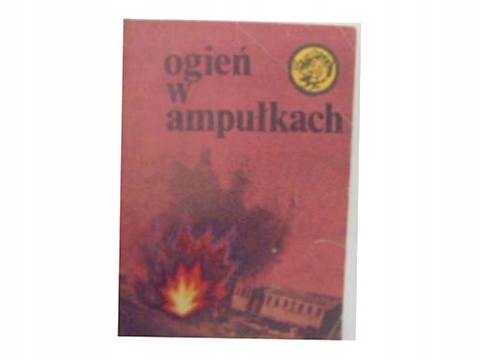 ogień
w
ampułkach